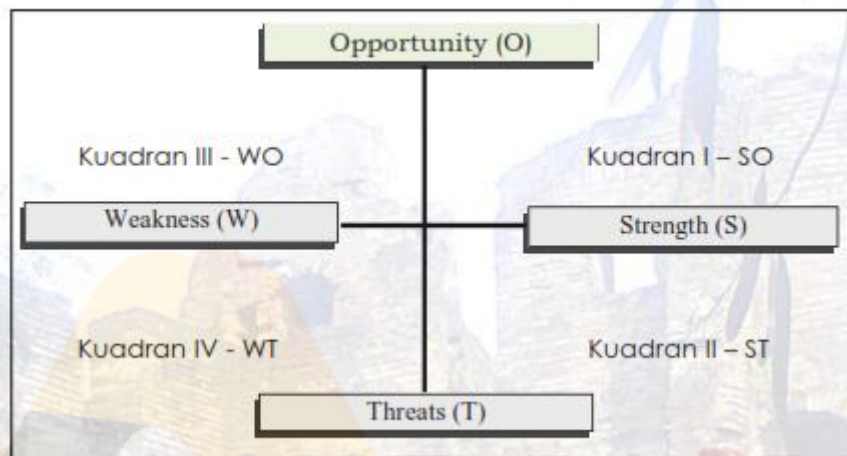 Opportunity (O)
Kuadran III - WO
Kuadran I – SO
Weakness (W)
Strength (S)
Kuadran IV - WT
Kuadran II – ST
Threats (T)